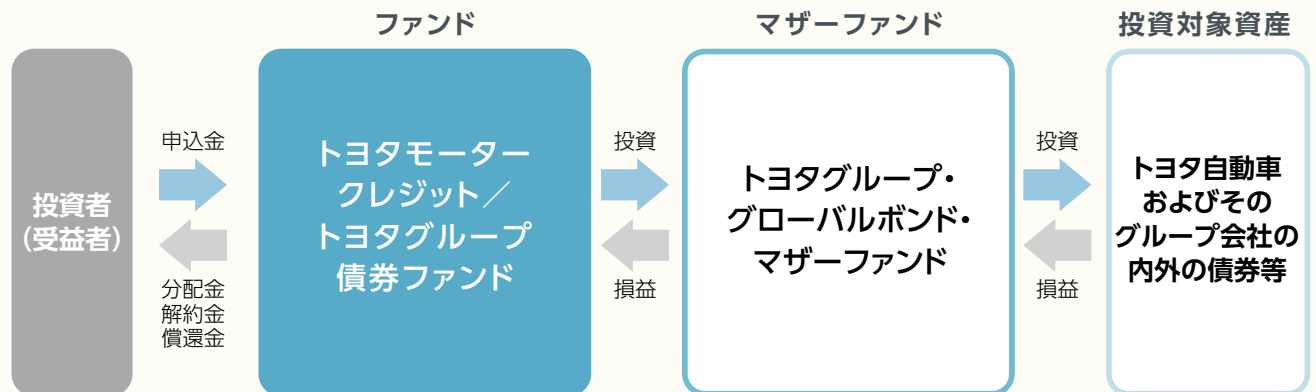 ファンド
マザーファンド
投資対象資産
投資者
(受益者)
申込金
分配金
解約金
償還金
トヨタモーター
クレジット／
トヨタグループ
債券ファンド
投資
損益
トヨタグループ・
グローバルボンド・
マザーファンド
投資
損益
トヨタ自動車
およびその
グループ会社の
内外の債券等